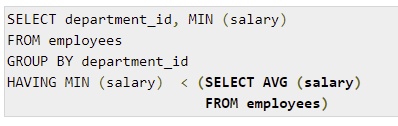 SELECT department_id, MIN (salary)
FROM employees
GROUP BY department_id
HAVING MIN (salary)  < (SELECT AVG (salary)
                        FROM employees)